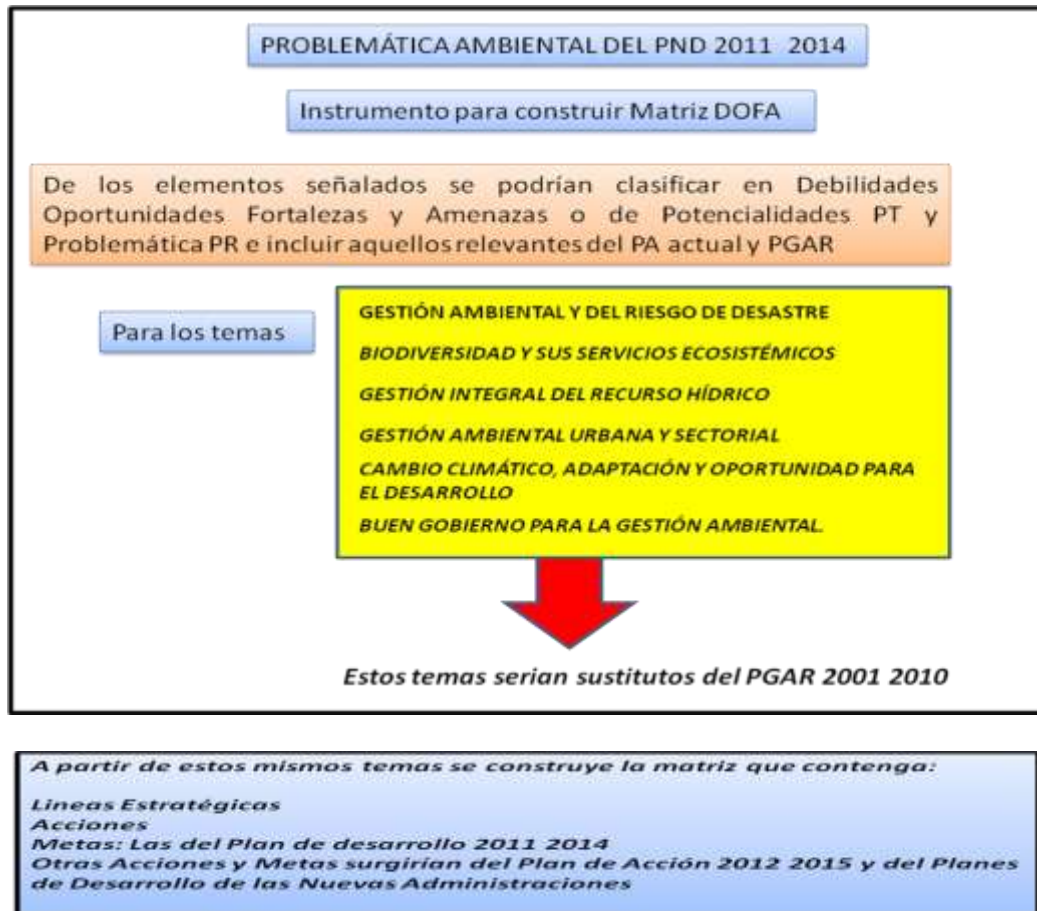 PROBLEMÁTICA AMBIENTAL DEL PND 2011 2014
Instrumento para construir Matriz DOFA
De los elementos señalados se podrían clasificar en Debilidades
Oportunidades Fortalezas y Amenazas o de Potencialidades PT y
Problemática PR e incluir aquellos relevantes del PA actual y PGAR
Para los temas
GESTIÓN AMBIENTAL Y DEL RIESGO DE DESASTRE
BIODIVERSIDAD Y SUS SERVICIOS ECOSISTÉMICOS
GESTIÓN INTEGRAL DEL RECURSO HÍDRICO
GESTIÓN AMBIENTAL URBANA Y SECTORIAL
CAMBIO CLIMÁTICO, ADAPTACIÓN Y OPORTUNIDAD PARA
EL DESARROLLO
BUEN GOBIERNO PARA LA GESTIÓN AMBIENTAL.
Estos temas serian sustitutos del PGAR 2001 2010
A partir de estos mismos temas se construye la matriz que contenga:
Lineas Estratégicas
Acciones
Metas: Las del Plan de desarrollo 2011 2014
Otras Acciones y Metas surgirían del Plan de Acción 2012 2015 y del Planes
de Desarrollo de las Nuevas Administraciones